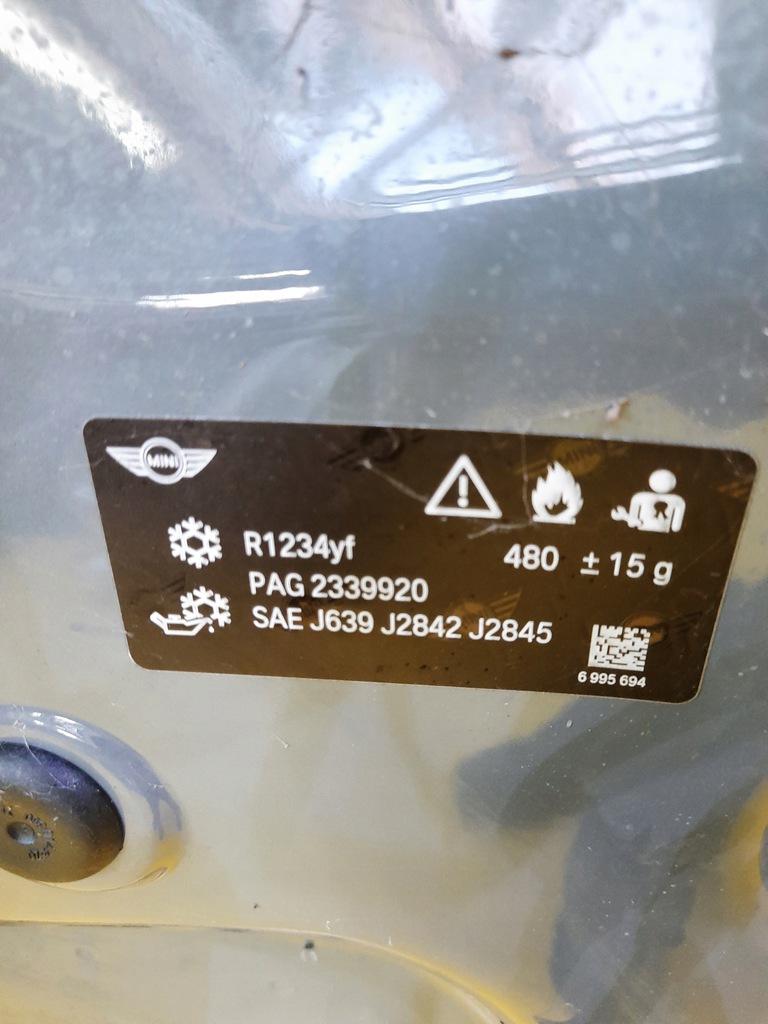 MINI
R1234yf
480 ± 15 g
PAG 2339920
SAE J639 J2842 J2845
6 995 694